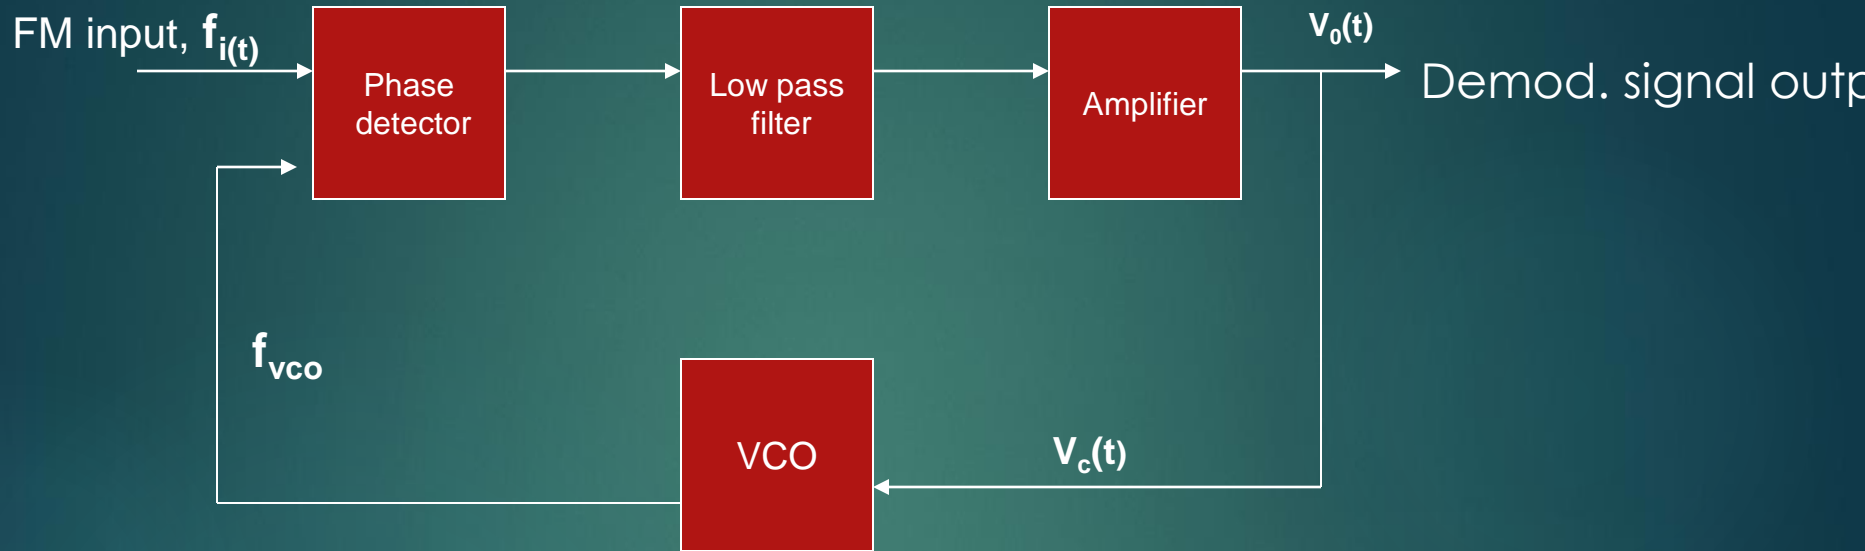 FM input, fi(t)
V0(t)
Phase
detector
Low pass
filter
Amplifier
Demod. signal outp
fvco
VCO
Vc(t)